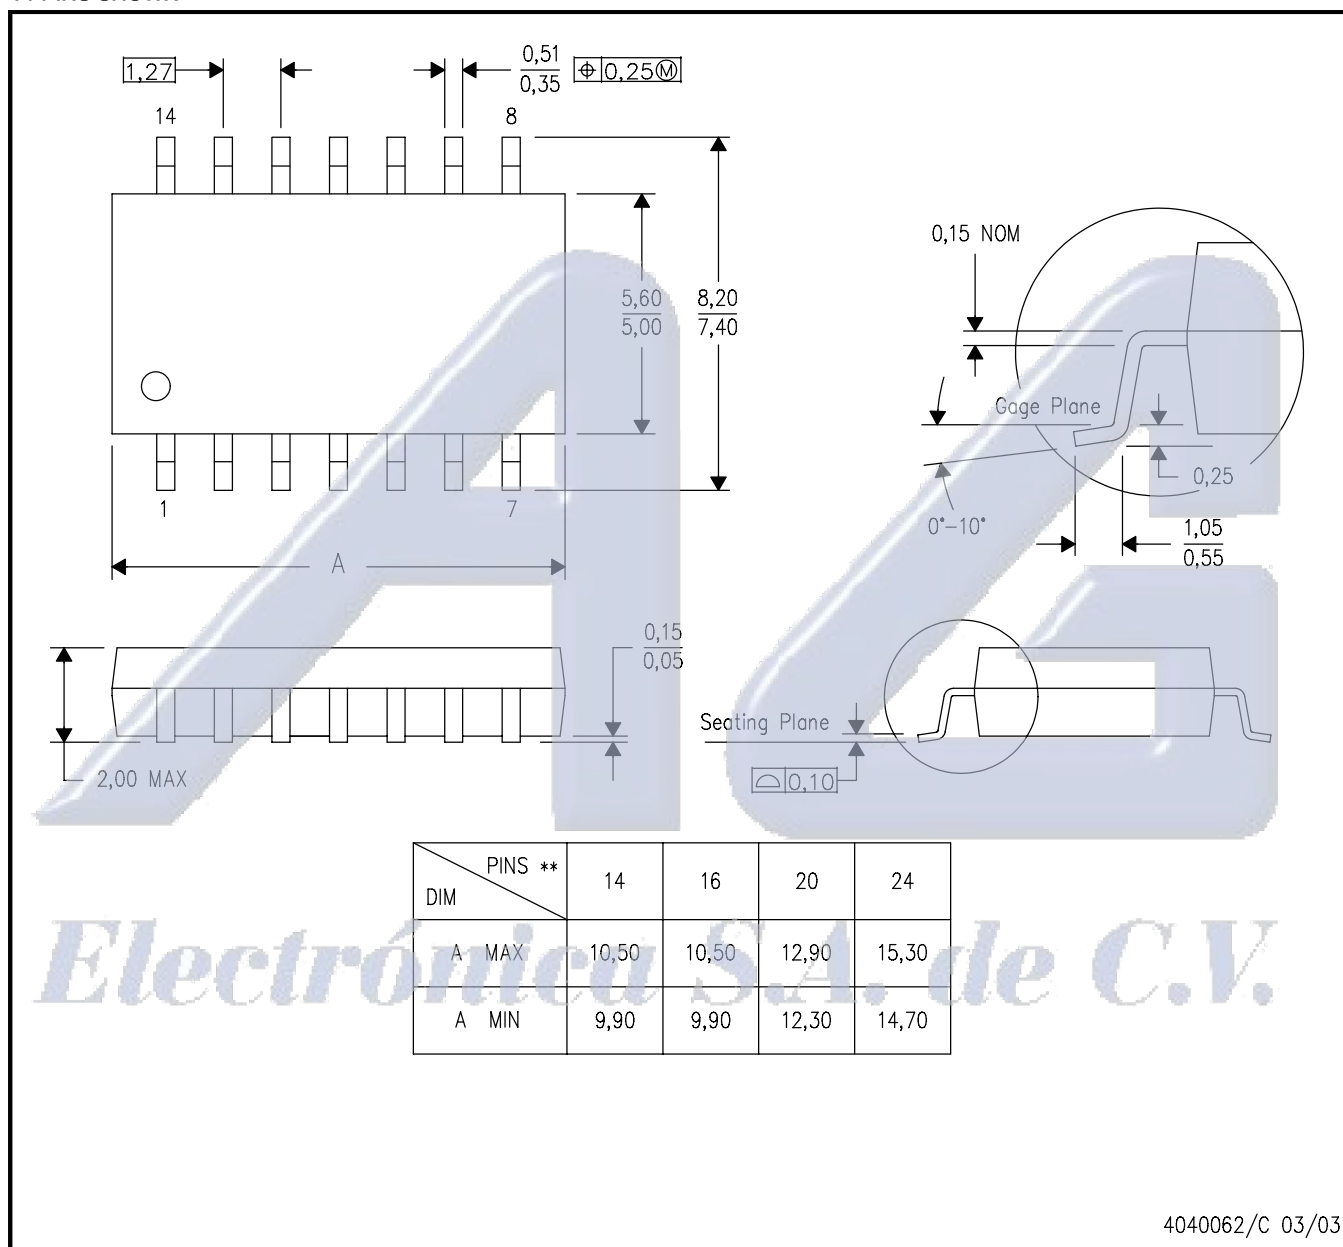 1,27
0,51
0,35
0,25Ⓜ
14
8
5,60
5,00
8,20
7,40
1
7
A
0,15 NOM
Gage Plane
0,25
0°–10°
1,05
0,55
0,15
0,05
Seating Plane
2,00 MAX
0,10
PINS ** 14 16 20 24
DIM
A MAX 10,50 10,50 12,90 15,30
A MIN 9,90 9,90 12,30 14,70
Electrónica S.A. de C.V.
4040062/C 03/03